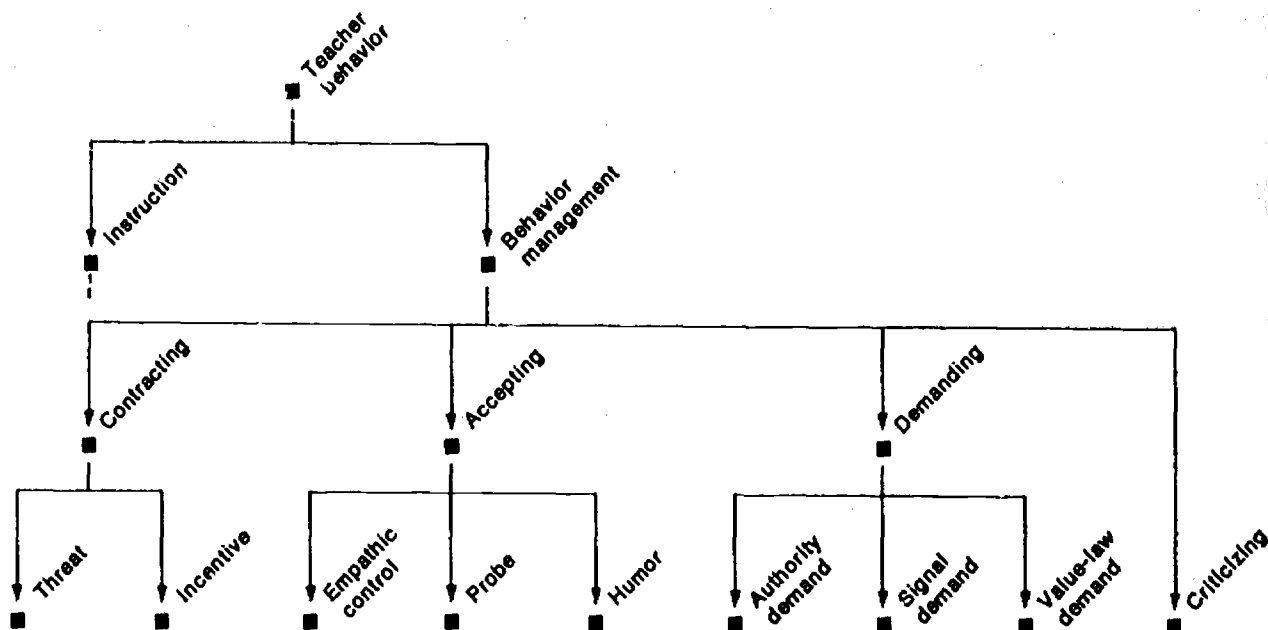 Teacher
behavior
Instruction
Behavior
management
Contracting
Accepting
Demanding
Threat
Incentive
Empathic
control
Probe
Humor
Authority
demand
Signal
demand
Value-law
demand
Criticizing